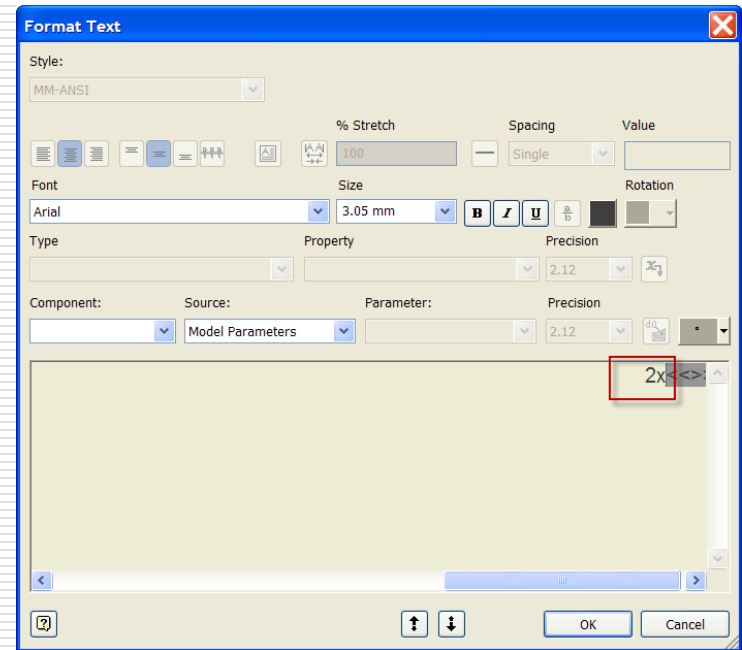 Format Text
Style:
MM-ANSI
% Stretch Spacing Value
100 Single
Font Size Rotation
Arial 3.05 mm B I U a/b
Type Property Precision
2.12
Component: Source: Parameter: Precision
Model Parameters 2.12
2x<<>
OK Cancel